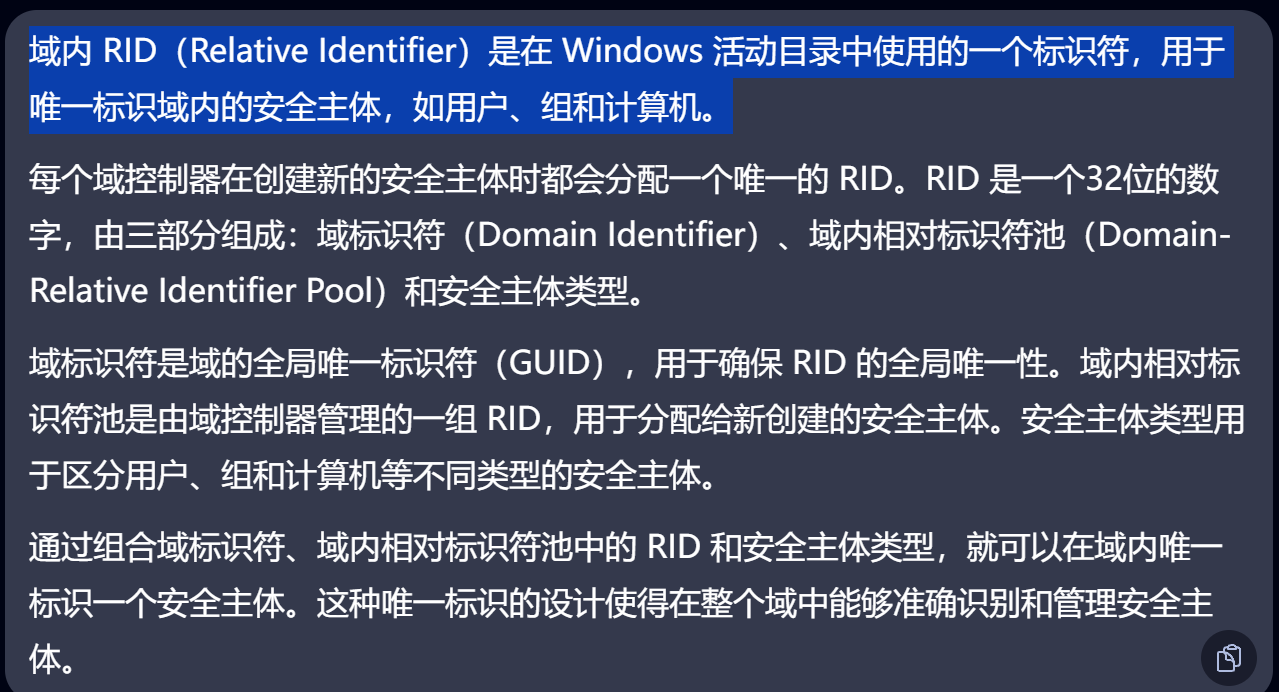 域内 RID（Relative Identifier）是在 Windows 活动目录中使用的一个标识符，用于
唯一标识域内的安全主体，如用户、组和计算机。
每个域控制器在创建新的安全主体时都会分配一个唯一的 RID。RID 是一个32位的数
字，由三部分组成：域标识符（Domain Identifier）、域内相对标识符池（Domain-
Relative Identifier Pool）和安全主体类型。
域标识符是域的全局唯一标识符（GUID），用于确保 RID 的全局唯一性。域内相对标
识符池是由域控制器管理的一组 RID，用于分配给新创建的安全主体。安全主体类型用
于区分用户、组和计算机等不同类型的安全主体。
通过组合域标识符、域内相对标识符池中的 RID 和安全主体类型，就可以在域内唯一
标识一个安全主体。这种唯一标识的设计使得在整个域中能够准确识别和管理安全主
体。